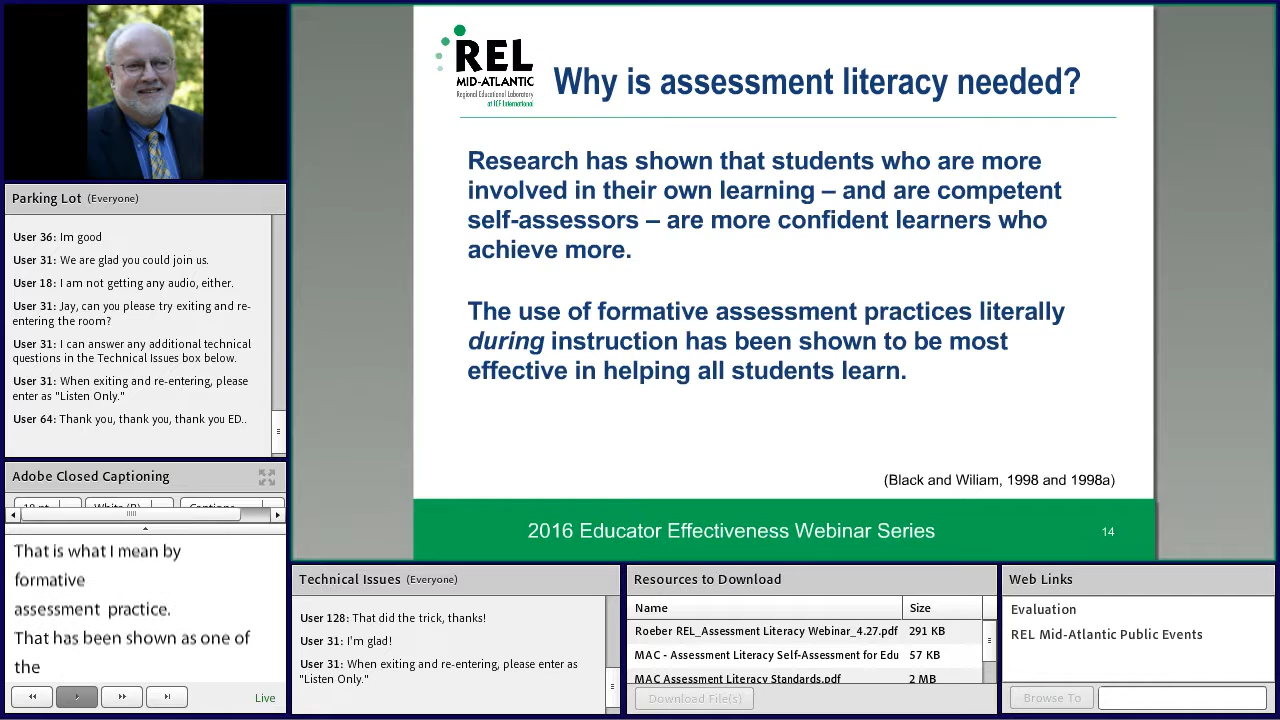 REL
MID-ATLANTIC
Regional Educational Laboratory
at ICF International
Why is assessment literacy needed?
Research has shown that students who are more
involved in their own learning – and are competent
self-assessors – are more confident learners who
achieve more.
The use of formative assessment practices literally
during instruction has been shown to be most
effective in helping all students learn.
(Black and Wiliam, 1998 and 1998a)
2016 Educator Effectiveness Webinar Series
14
Parking Lot (Everyone)
User 36: Im good
User 31: We are glad you could join us.
User 18: I am not getting any audio, either.
User 31: Jay, can you please try exiting and re-
entering the room?
User 31: I can answer any additional technical
questions in the Technical Issues box below.
User 31: When exiting and re-entering, please
enter as "Listen Only."
User 64: Thank you, thank you, thank you ED..
Adobe Closed Captioning
18 pt
White (B)
Captions
That is what I mean by
formative
assessment practice.
That has been shown as one of
the
Live
Technical Issues (Everyone)
User 128: That did the trick, thanks!
User 31: I'm glad!
User 31: When exiting and re-entering, please enter as
"Listen Only."
Resources to Download
Name Size
Roeber REL_Assessment Literacy Webinar_4.27.pdf 291 KB
MAC - Assessment Literacy Self-Assessment for Edu 57 KB
MAC Assessment Literacy Standards.pdf 2 MB
Download File(s)
Web Links
Evaluation
REL Mid-Atlantic Public Events
Browse To